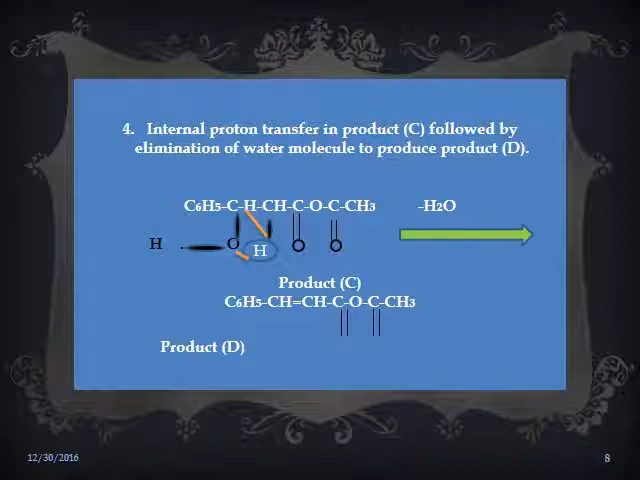 4. Internal proton transfer in product (C) followed by
elimination of water molecule to produce product (D).
C6H5-C-H-CH-C-O-C-CH3 -H2O
H O H O O
Product (C)
C6H5-CH=CH-C-O-C-CH3
Product (D)
12/30/2016 8